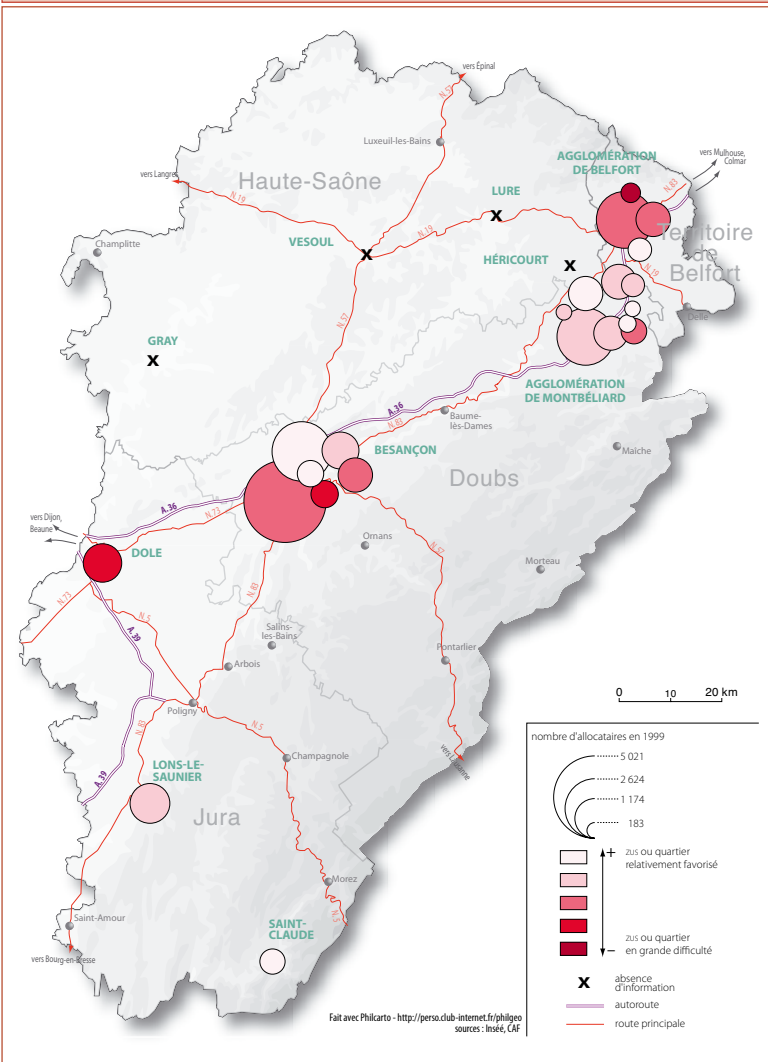 vers Épinal
N.57
Luxeuil-les-Bains
vers Langres
Haute-Saône
N.19
LURE
X
AGGLOMÉRATION
DE BELFORT
vers Mulhouse,
Colmar
N.83
Territoire
de
Belfort
VESOUL
X
N.19
HÉRICOURT
X
N.19
Champlitte
Delle
GRAY
X
N.57
AGGLOMÉRATION
DE MONTBÉLIARD
A.36
N.83
Baume-
lès-Dames
BESANÇON
Maiche
Doubs
A.36
N.73
vers Dijon,
Beaune
DOLE
Ornans
N.57
Morteau
N.73
N.5
A.39
N.83
Salins-
les-Bains
Arbois
Pontarlier
Poligny
N.83
N.5
A.39
Champagnole
vers Lausanne
LONS-LE-
SAUNIER
Jura
Morez
N.5
Saint-Amour
vers Bourg-en-Bresse
SAINT-
CLAUDE
0 10 20 km
nombre d'allocataires en 1999
5 021
2 624
1 174
183
+ ZUS ou quartier
relativement favorisé
ZUS ou quartier
– en grande difficulté
X absence
d'information
autoroute
route principale
Fait avec Philcarto - http://perso.club-internet.fr/philgeo
sources : Inséé, CAF